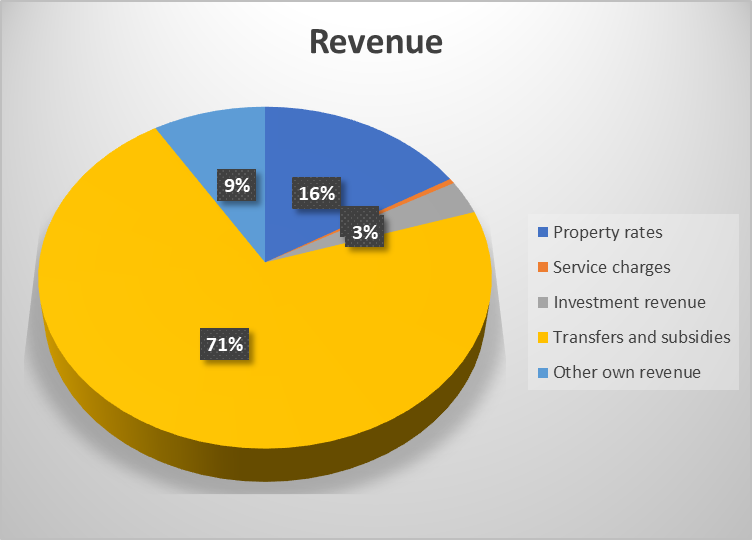 Revenue
9%
16%
3%
71%
Property rates
Service charges
Investment revenue
Transfers and subsidies
Other own revenue